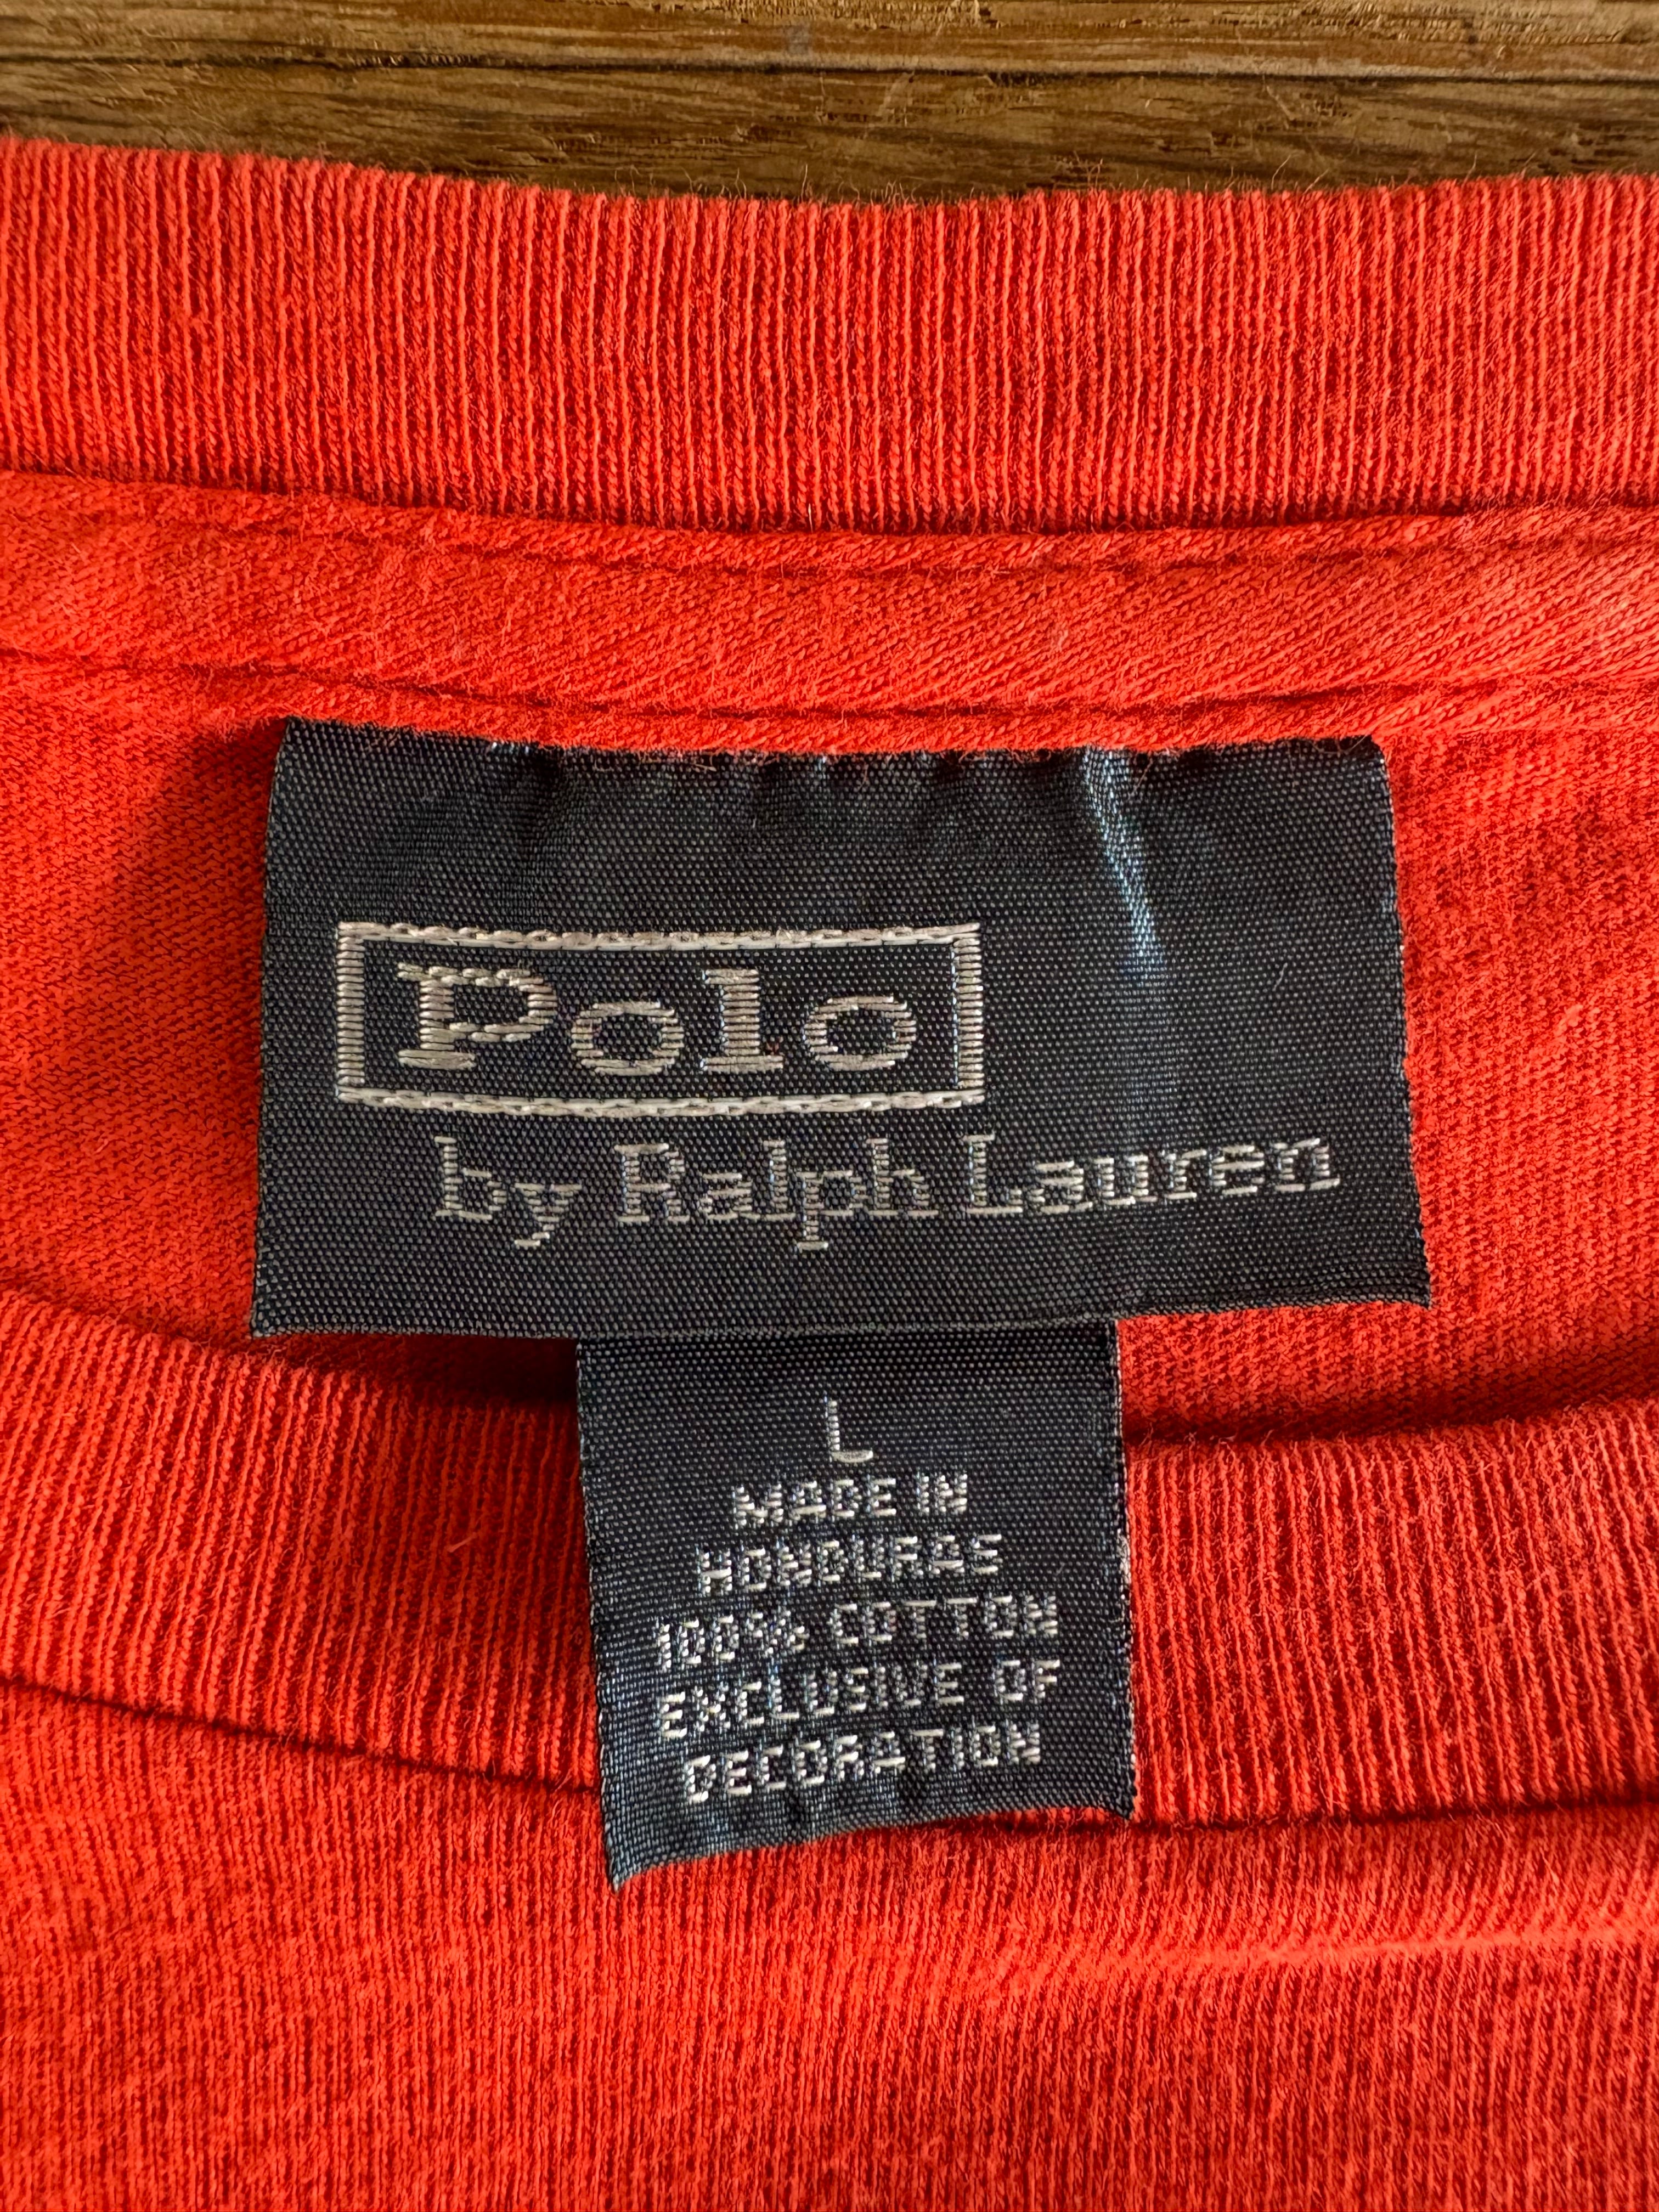 Polo
by Ralph Lauren
L
MADE IN
HONDURAS
100% COTTON
EXCLUSIVE OF
DECORATION